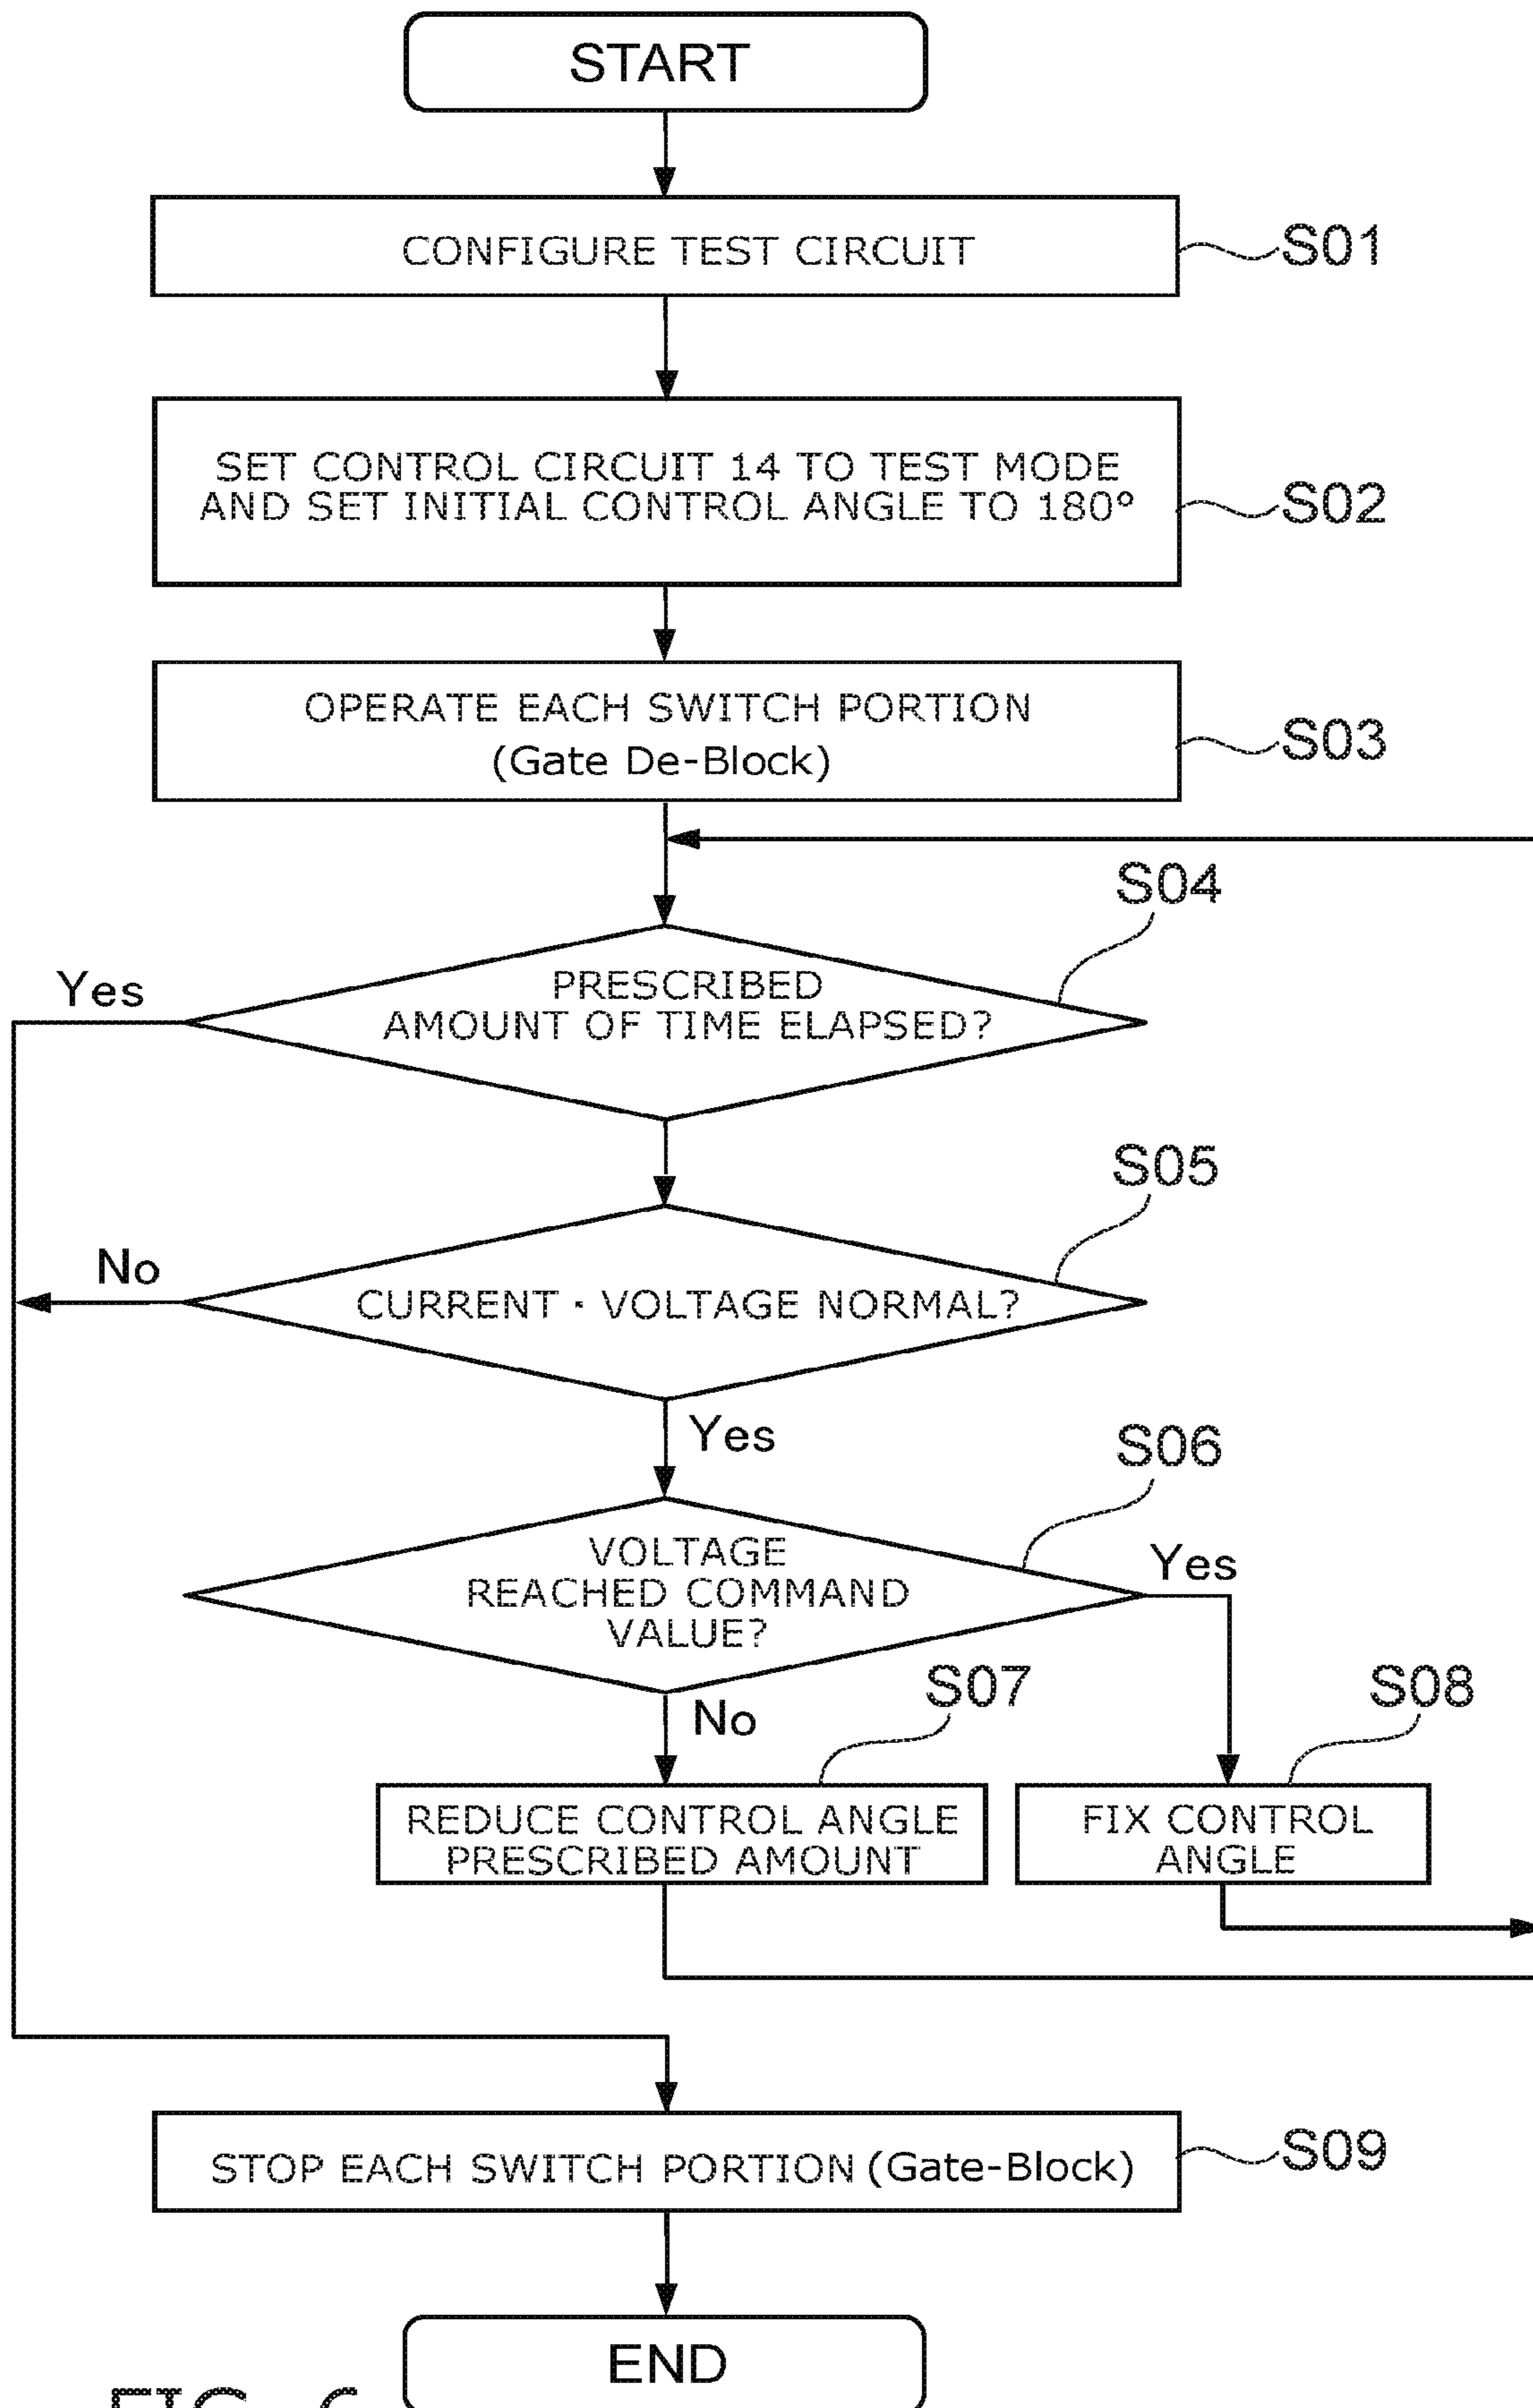 START
CONFIGURE TEST CIRCUIT
S01
SET CONTROL CIRCUIT 14 TO TEST MODE
AND SET INITIAL CONTROL ANGLE TO 180°
S02
OPERATE EACH SWITCH PORTION
(Gate De-Block)
S03
S04
Yes
PRESCRIBED
AMOUNT OF TIME ELAPSED?
S05
No
CURRENT · VOLTAGE NORMAL?
Yes
S06
VOLTAGE
REACHED COMMAND
VALUE?
Yes
S07
S08
No
REDUCE CONTROL ANGLE
PRESCRIBED AMOUNT
FIX CONTROL
ANGLE
STOP EACH SWITCH PORTION (Gate-Block)
S09
END